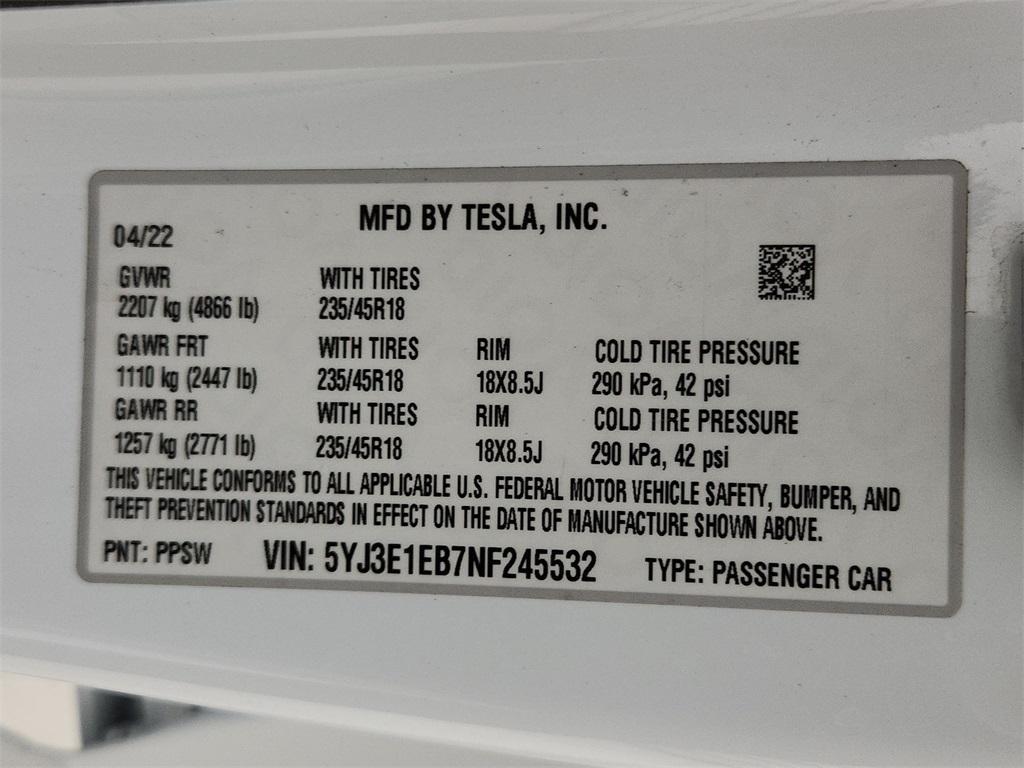 MFD BY TESLA, INC.
04/22
GVWR WITH TIRES
2207 kg (4866 lb) 235/45R18
GAWR FRT WITH TIRES RIM COLD TIRE PRESSURE
1110 kg (2447 lb) 235/45R18 18X8.5J 290 kPa, 42 psi
GAWR RR WITH TIRES RIM COLD TIRE PRESSURE
1257 kg (2771 lb) 235/45R18 18X8.5J 290 kPa, 42 psi
THIS VEHICLE CONFORMS TO ALL APPLICABLE U.S. FEDERAL MOTOR VEHICLE SAFETY, BUMPER, AND
THEFT PREVENTION STANDARDS IN EFFECT ON THE DATE OF MANUFACTURE SHOWN ABOVE.
PNT: PPSW VIN: 5YJ3E1EB7NF245532 TYPE: PASSENGER CAR